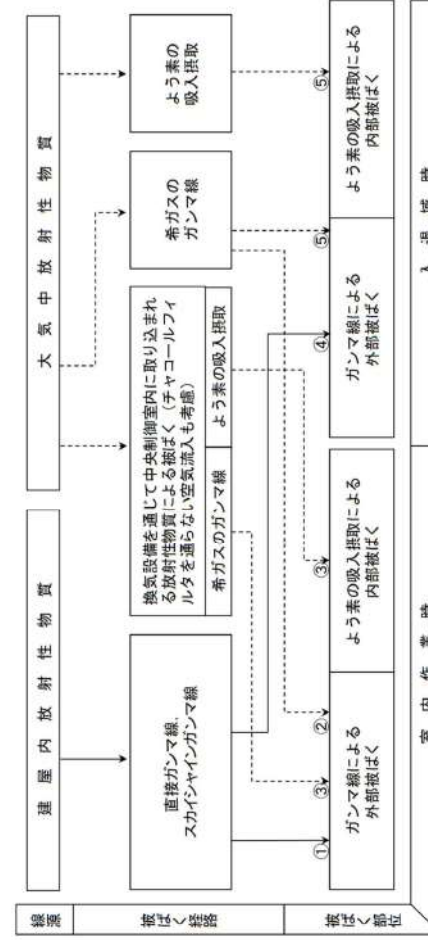 線源
建屋内放射性物質
大気中放射性物質
被ばく経路
直接ガンマ線,
スカイシャインガンマ線
換気設備を通じて中央制御室内に取り込まれ
る放射性物質による被ばく（チャコールフィ
ルタを通らない空気流入も考慮）
希ガスのガンマ線
よう素の吸入摂取
希ガスの
ガンマ線
よう素の
吸入摂取
被ばく部位
①
③
②
③
④
⑤
⑤
ガンマ線による
外部被ばく
よう素の吸入摂取による
内部被ばく
ガンマ線による
外部被ばく
よう素の吸入摂取による
内部被ばく
室内作業時
入退域時